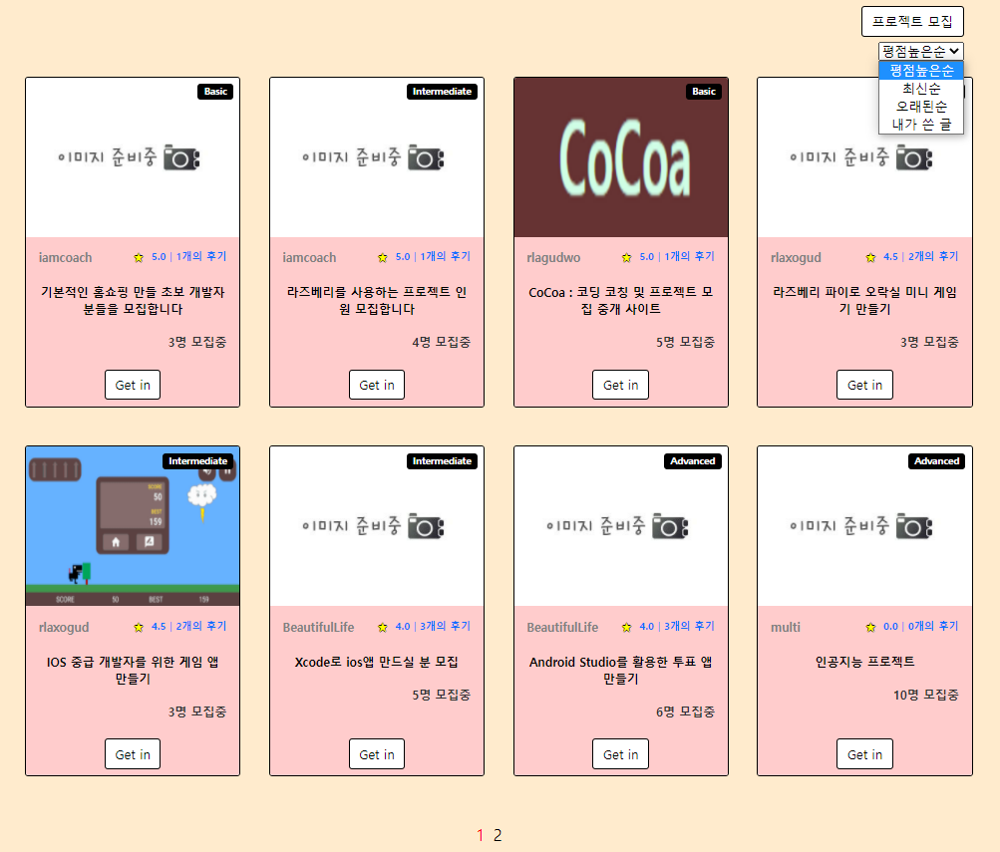 프로젝트 모집
평점높은순
평점높은순
최신순
오래된순
내가 쓴 글
Basic
이미지 준비중
iamcoach
5.0 | 1개의 후기
기본적인 홈쇼핑 만들 초보 개발자
분들을 모집합니다
3명 모집중
Get in
Intermediate
이미지 준비중
iamcoach
5.0 | 1개의 후기
라즈베리를 사용하는 프로젝트 인
원 모집합니다
4명 모집중
Get in
Basic
CoCoa
rlagudwo
5.0 | 1개의 후기
CoCoa : 코딩 코칭 및 프로젝트 모
집 중개 사이트
5명 모집중
Get in
이미지 준비중
rlaxogud
4.5 | 2개의 후기
라즈베리 파이로 오락실 미니 게임
기 만들기
3명 모집중
Get in
Intermediate
SCORE
50
BEST
159
SCORE 50 BEST 159
rlaxogud
4.5 | 2개의 후기
IOS 중급 개발자를 위한 게임 앱
만들기
3명 모집중
Get in
Intermediate
이미지 준비중
BeautifulLife
4.0 | 3개의 후기
Xcode로 ios앱 만드실 분 모집
5명 모집중
Get in
Advanced
이미지 준비중
BeautifulLife
4.0 | 3개의 후기
Android Studio를 활용한 투표 앱
만들기
6명 모집중
Get in
Advanced
이미지 준비중
multi
0.0 | 0개의 후기
인공지능 프로젝트
10명 모집중
Get in
1 2